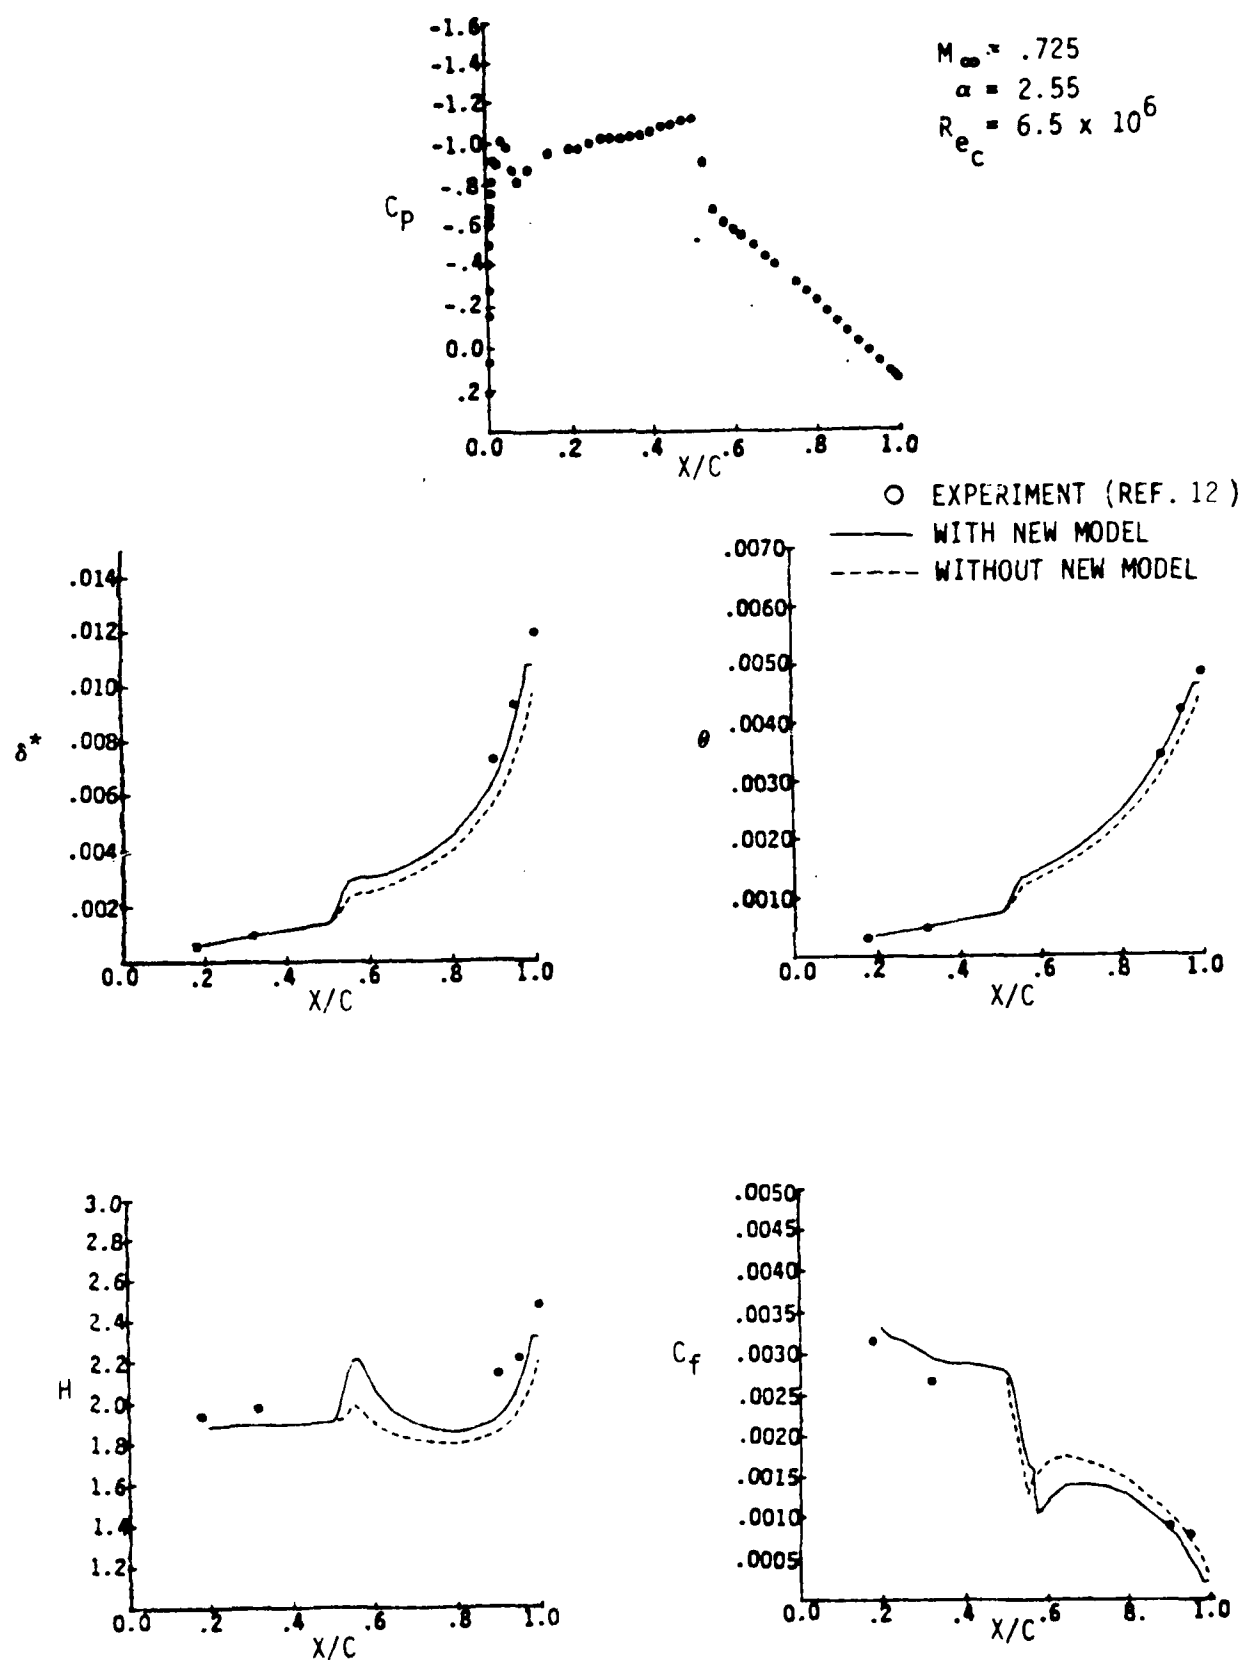 -1.6
-1.4
-1.2
-1.0
-.8
-.6
-.4
-.2
0.0
.2
C_p
0.0 .2 .4 .6 .8 1.0
X/C
M_∞ = .725
α = 2.55
R_e_c = 6.5 x 10^6
O EXPERIMENT (REF. 12)
WITH NEW MODEL
WITHOUT NEW MODEL
.014
.012
.010
.008
.006
.004
.002
δ*
0.0 .2 .4 .6 .8 1.0
X/C
.0070
.0060
.0050
.0040
.0030
.0020
.0010
θ
0.0 .2 .4 .6 .8 1.0
X/C
3.0
2.8
2.6
2.4
2.2
2.0
1.8
1.6
1.4
1.2
H
0.0 .2 .4 .6 .8 1.0
X/C
.0050
.0045
.0040
.0035
.0030
.0025
.0020
.0015
.0010
.0005
C_f
0.0 .2 .4 .6 8. 1.0
X/C